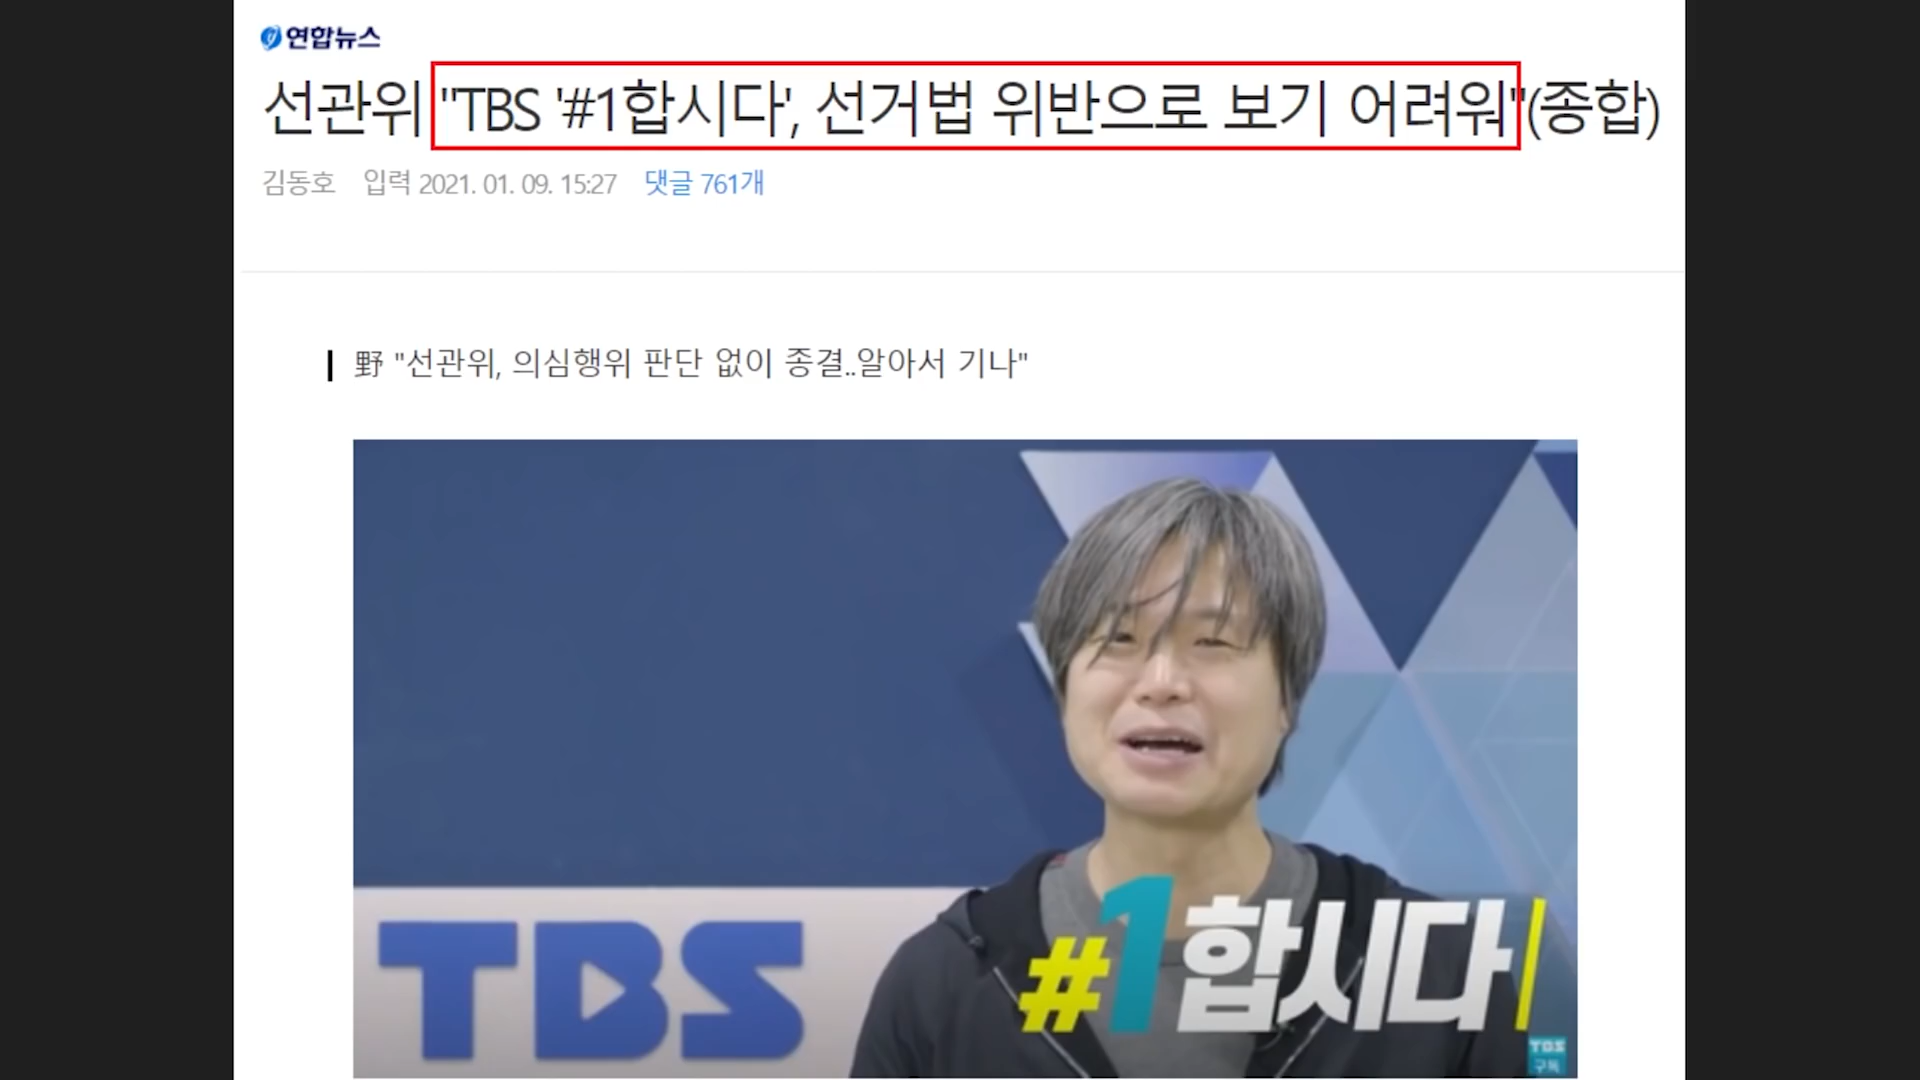 연합뉴스
선관위 "TBS '#1합시다', 선거법 위반으로 보기 어려워"(종합)
김동호 입력 2021. 01. 09. 15:27 댓글 761개
野 "선관위, 의심행위 판단 없이 종결..알아서 기나"
TBS
#1합시다
TBS
구독